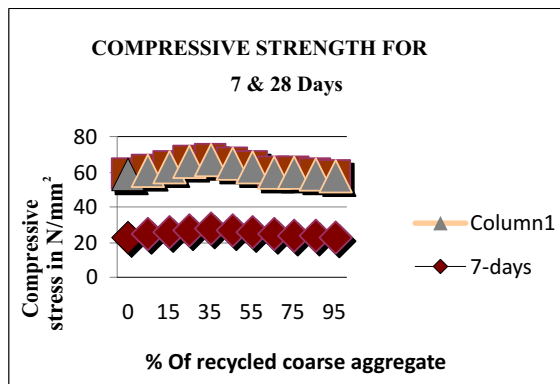 COMPRESSIVE STRENGTH FOR
7 & 28 Days
80
60
40
20
0
0 15 35 55 75 95
Compressive
stress in N/mm²
% Of recycled coarse aggregate
Column1
7-days